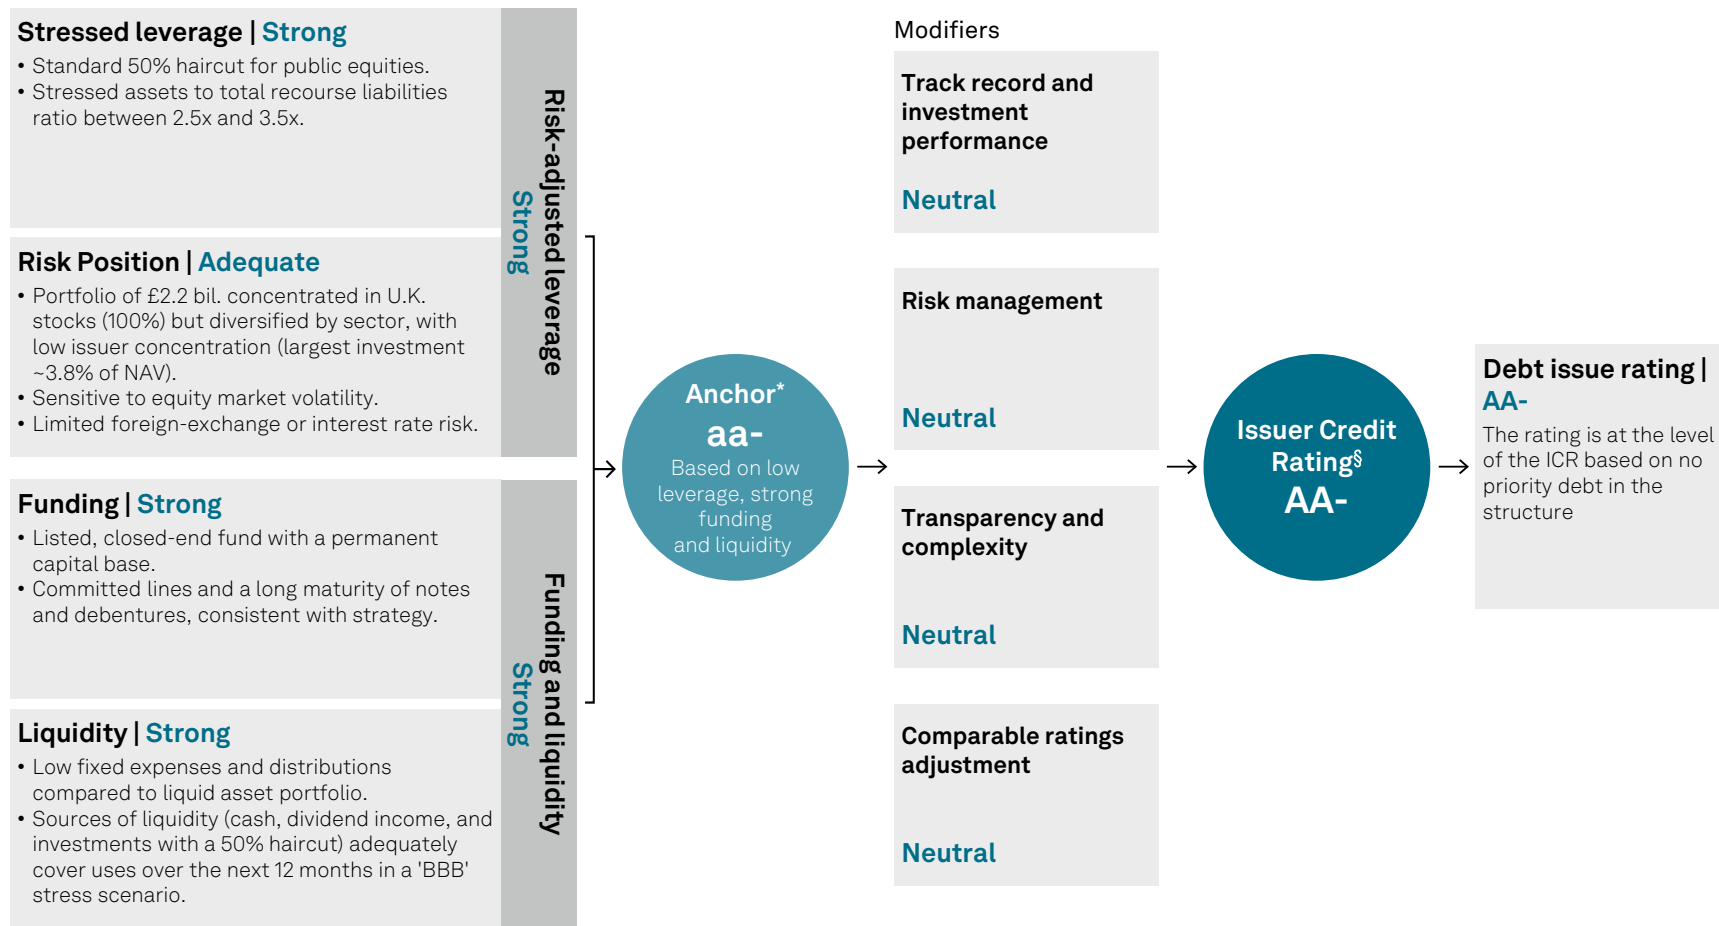 Stressed leverage | Strong
• Standard 50% haircut for public equities.
• Stressed assets to total recourse liabilities
ratio between 2.5x and 3.5x.
Risk Position | Adequate
• Portfolio of £2.2 bil. concentrated in U.K.
stocks (100%) but diversified by sector, with
low issuer concentration (largest investment
~3.8% of NAV).
• Sensitive to equity market volatility.
• Limited foreign-exchange or interest rate risk.
Risk-adjusted leverage
Strong
Funding | Strong
• Listed, closed-end fund with a permanent
capital base.
• Committed lines and a long maturity of notes
and debentures, consistent with strategy.
Liquidity | Strong
• Low fixed expenses and distributions
compared to liquid asset portfolio.
• Sources of liquidity (cash, dividend income, and
investments with a 50% haircut) adequately
cover uses over the next 12 months in a 'BBB'
stress scenario.
Funding and liquidity
Strong
Anchor*
aa-
Based on low
leverage, strong
funding
and liquidity
Modifiers
Track record and
investment
performance
Neutral
Risk management
Neutral
Transparency and
complexity
Neutral
Comparable ratings
adjustment
Neutral
Issuer Credit
Rating§
AA-
Debt issue rating |
AA-
The rating is at the level
of the ICR based on no
priority debt in the
structure